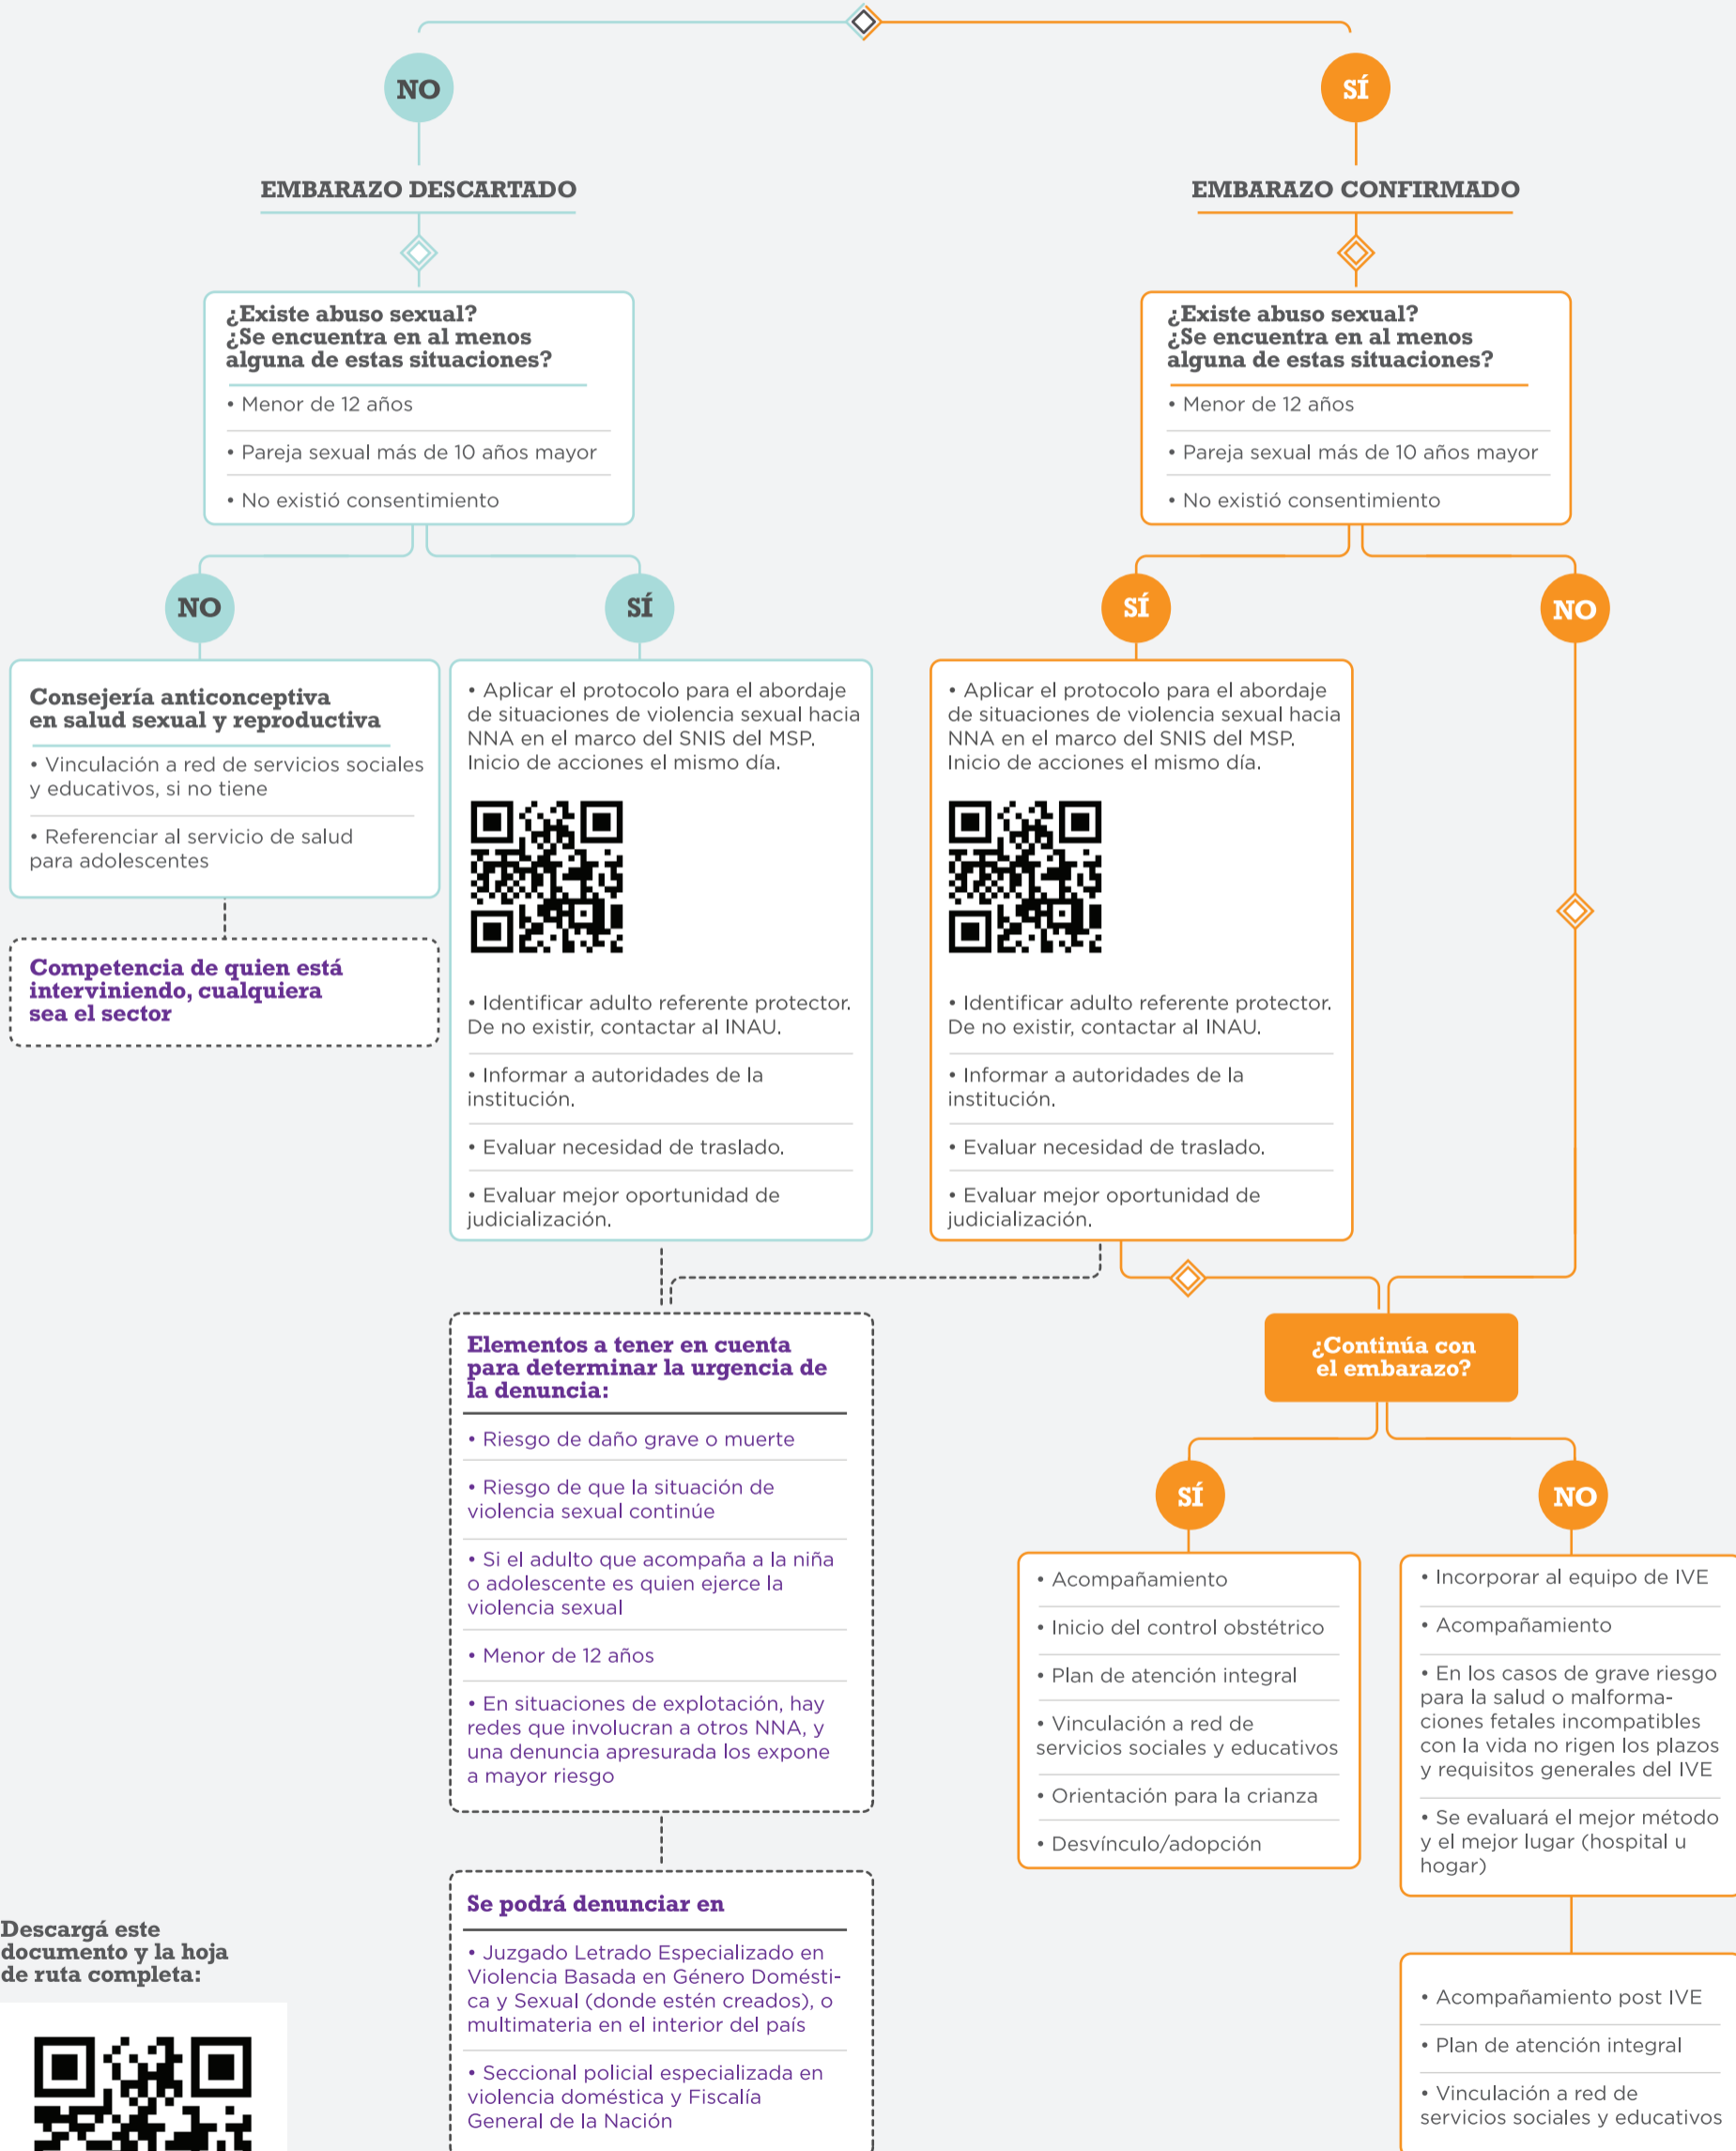 NO
SÍ
EMBARAZO DESCARTADO
EMBARAZO CONFIRMADO
¿Existe abuso sexual?
¿Se encuentra en al menos
alguna de estas situaciones?
• Menor de 12 años
• Pareja sexual más de 10 años mayor
• No existió consentimiento
¿Existe abuso sexual?
¿Se encuentra en al menos
alguna de estas situaciones?
• Menor de 12 años
• Pareja sexual más de 10 años mayor
• No existió consentimiento
NO
SÍ
SÍ
NO
Consejería anticonceptiva
en salud sexual y reproductiva
• Vinculación a red de servicios sociales
y educativos, si no tiene
• Referenciar al servicio de salud
para adolescentes
Competencia de quien está
interviniendo, cualquiera
sea el sector
• Aplicar el protocolo para el abordaje
de situaciones de violencia sexual hacia
NNA en el marco del SNIS del MSP.
Inicio de acciones el mismo día.
• Identificar adulto referente protector.
De no existir, contactar al INAU.
• Informar a autoridades de la
institución.
• Evaluar necesidad de traslado.
• Evaluar mejor oportunidad de
judicialización.
• Aplicar el protocolo para el abordaje
de situaciones de violencia sexual hacia
NNA en el marco del SNIS del MSP.
Inicio de acciones el mismo día.
• Identificar adulto referente protector.
De no existir, contactar al INAU.
• Informar a autoridades de la
institución.
• Evaluar necesidad de traslado.
• Evaluar mejor oportunidad de
judicialización.
Elementos a tener en cuenta
para determinar la urgencia de
la denuncia:
• Riesgo de daño grave o muerte
• Riesgo de que la situación de
violencia sexual continúe
• Si el adulto que acompaña a la niña
o adolescente es quien ejerce la
violencia sexual
• Menor de 12 años
• En situaciones de explotación, hay
redes que involucran a otros NNA, y
una denuncia apresurada los expone
a mayor riesgo
¿Continúa con
el embarazo?
SÍ
NO
• Acompañamiento
• Inicio del control obstétrico
• Plan de atención integral
• Vinculación a red de
servicios sociales y educativos
• Orientación para la crianza
• Desvínculo/adopción
• Incorporar al equipo de IVE
• Acompañamiento
• En los casos de grave riesgo
para la salud o malforma-
ciones fetales incompatibles
con la vida no rigen los plazos
y requisitos generales del IVE
• Se evaluará el mejor método
y el mejor lugar (hospital u
hogar)
Se podrá denunciar en
• Juzgado Letrado Especializado en
Violencia Basada en Género Domésti-
ca y Sexual (donde estén creados), o
multimateria en el interior del país
• Seccional policial especializada en
violencia doméstica y Fiscalía
General de la Nación
• Acompañamiento post IVE
• Plan de atención integral
• Vinculación a red de
servicios sociales y educativos
Descargá este
documento y la hoja
de ruta completa: